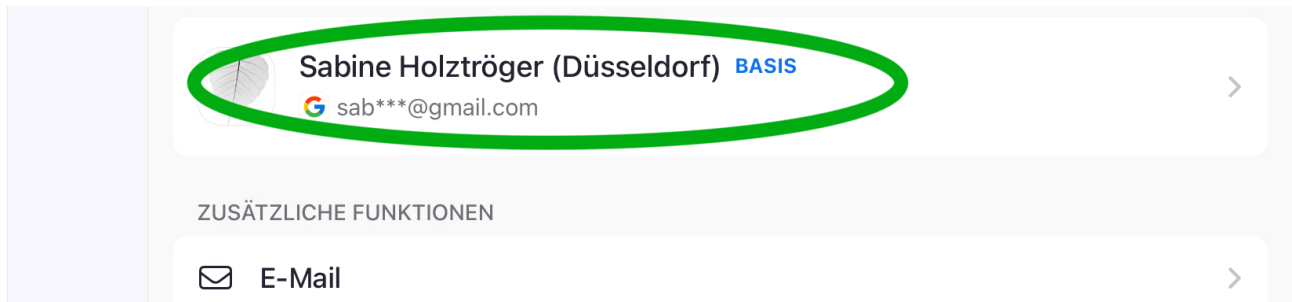 Sabine Holztröger (Düsseldorf) BASIS
sab***@gmail.com
ZUSÄTZLICHE FUNKTIONEN
E-Mail